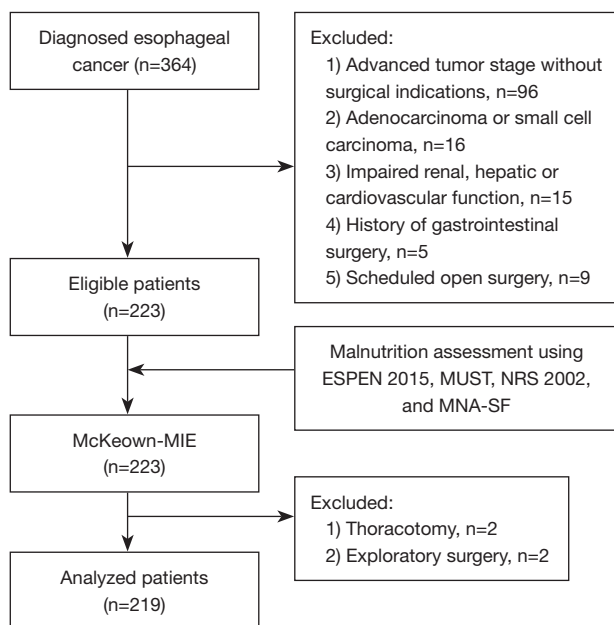 Diagnosed esophageal
cancer (n=364)
Excluded:
1) Advanced tumor stage without
surgical indications, n=96
2) Adenocarcinoma or small cell
carcinoma, n=16
3) Impaired renal, hepatic or
cardiovascular function, n=15
4) History of gastrointestinal
surgery, n=5
5) Scheduled open surgery, n=9
Eligible patients
(n=223)
Malnutrition assessment using
ESPEN 2015, MUST, NRS 2002,
and MNA-SF
McKeown-MIE
(n=223)
Excluded:
1) Thoracotomy, n=2
2) Exploratory surgery, n=2
Analyzed patients
(n=219)